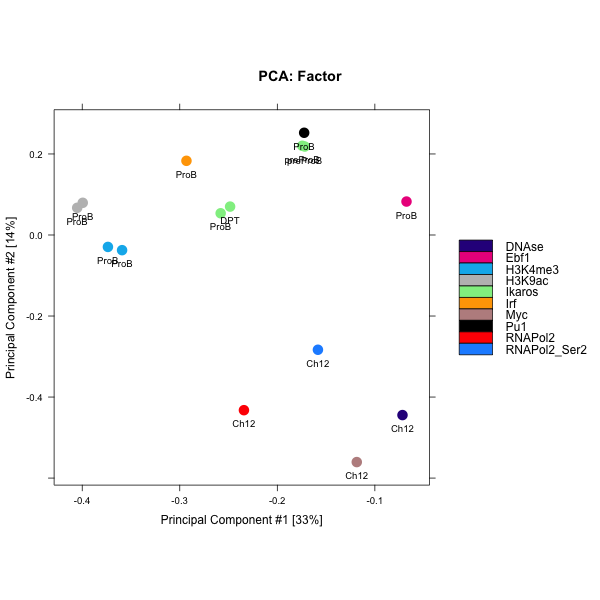 PCA: Factor
Principal Component #2 [14%]
0.2
0.0
-0.2
-0.4
ProB
ProB
ProB
ProB
DPT
ProB
ProB
ProB
ProB
ProB
Ch12
Ch12
Ch12
Ch12
-0.4
-0.3
-0.2
-0.1
Principal Component #1 [33%]
DNAse
Ebf1
H3K4me3
H3K9ac
Ikaros
Irf
Myc
Pu1
RNAPol2
RNAPol2_Ser2